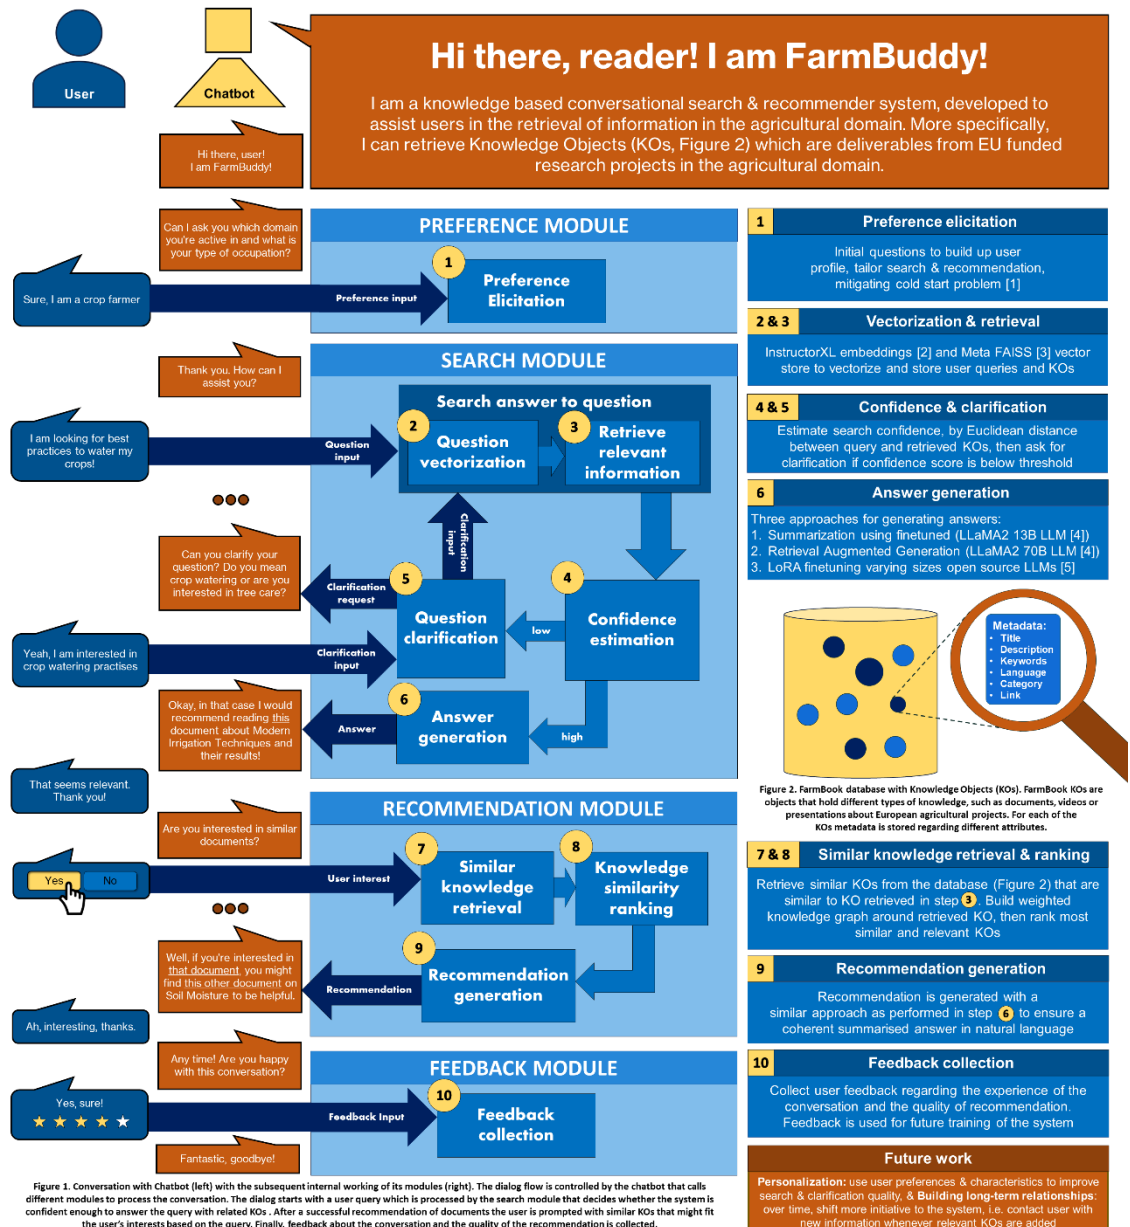 User
Chatbot
Hi there, reader! I am FarmBuddy!
I am a knowledge based conversational search & recommender system, developed to
assist users in the retrieval of information in the agricultural domain. More specifically,
I can retrieve Knowledge Objects (KOs, Figure 2) which are deliverables from EU funded
research projects in the agricultural domain.
Hi there, user!
I am FarmBuddy!
Can I ask you which domain
you're active in and what is
your type of occupation?
Sure, I am a crop farmer
Thank you. How can I
assist you?
I am looking for best
practices to water my
crops!
Can you clarify your
question? Do you mean
crop watering or are you
interested in tree care?
Yeah, I am interested in
crop watering practises
Okay, in that case I would
recommend reading this
document about Modern
Irrigation Techniques and
their results!
That seems relevant.
Thank you!
Are you interested in similar
documents?
Yes
No
Well, if you're interested in
that document, you might
find this other document on
Soil Moisture to be helpful.
Ah, interesting, thanks.
Any time! Are you happy
with this conversation?
Yes, sure!
Fantastic, goodbye!
PREFERENCE MODULE
1
Preference
Elicitation
Preference input
SEARCH MODULE
Search answer to question
2
Question
vectorization
3
Retrieve
relevant
information
Question
input
Clarification
input
Clarification
request
5
Question
clarification
low
4
Confidence
estimation
Clarification
input
6
Answer
generation
Answer
high
RECOMMENDATION MODULE
User interest
7
Similar
knowledge
retrieval
8
Knowledge
similarity
ranking
9
Recommendation
generation
Recommendation
FEEDBACK MODULE
10
Feedback
collection
Feedback Input
1 Preference elicitation
Initial questions to build up user
profile, tailor search & recommendation,
mitigating cold start problem [1]
2 & 3 Vectorization & retrieval
InstructorXL embeddings [2] and Meta FAISS [3] vector
store to vectorize and store user queries and KOs
4 & 5 Confidence & clarification
Estimate search confidence, by Euclidean distance
between query and retrieved KOs, then ask for
clarification if confidence score is below threshold
6 Answer generation
Three approaches for generating answers:
1. Summarization using finetuned (LLaMA2 13B LLM [4])
2. Retrieval Augmented Generation (LLaMA2 70B LLM [4])
3. LoRA finetuning varying sizes open source LLMs [5]
Metadata:
• Title
• Description
• Keywords
• Language
• Category
• Link
Figure 2. FarmBook database with Knowledge Objects (KOs). FarmBook KOs are
objects that hold different types of knowledge, such as documents, videos or
presentations about European agricultural projects. For each of the
KOs metadata is stored regarding different attributes.
7 & 8 Similar knowledge retrieval & ranking
Retrieve similar KOs from the database (Figure 2) that are
similar to KO retrieved in step 3. Build weighted
knowledge graph around retrieved KO, then rank most
similar and relevant KOs
9 Recommendation generation
Recommendation is generated with a
similar approach as performed in step 6 to ensure a
coherent summarised answer in natural language
10 Feedback collection
Collect user feedback regarding the experience of the
conversation and the quality of recommendation.
Feedback is used for future training of the system
Future work
Personalization: use user preferences & characteristics to improve
search & clarification quality, & Building long-term relationships:
over time, shift more initiative to the system, i.e. contact user with
new information whenever relevant KOs are added
Figure 1. Conversation with Chatbot (left) with the subsequent internal working of its modules (right). The dialog flow is controlled by the chatbot that calls
different modules to process the conversation. The dialog starts with a user query which is processed by the search module that decides whether the system is
confident enough to answer the query with related KOs . After a successful recommendation of documents the user is prompted with similar KOs that might fit
the user's interests based on the query. Finally, feedback about the conversation and the quality of the recommendation is collected.